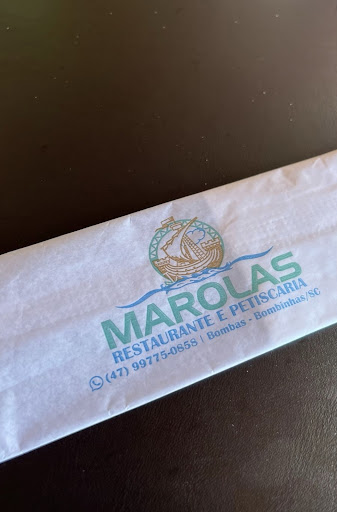 MAROLAS
RESTAURANTE E PETISCARIA
(47) 99775-0858 | Bombas - Bombinhas/SC